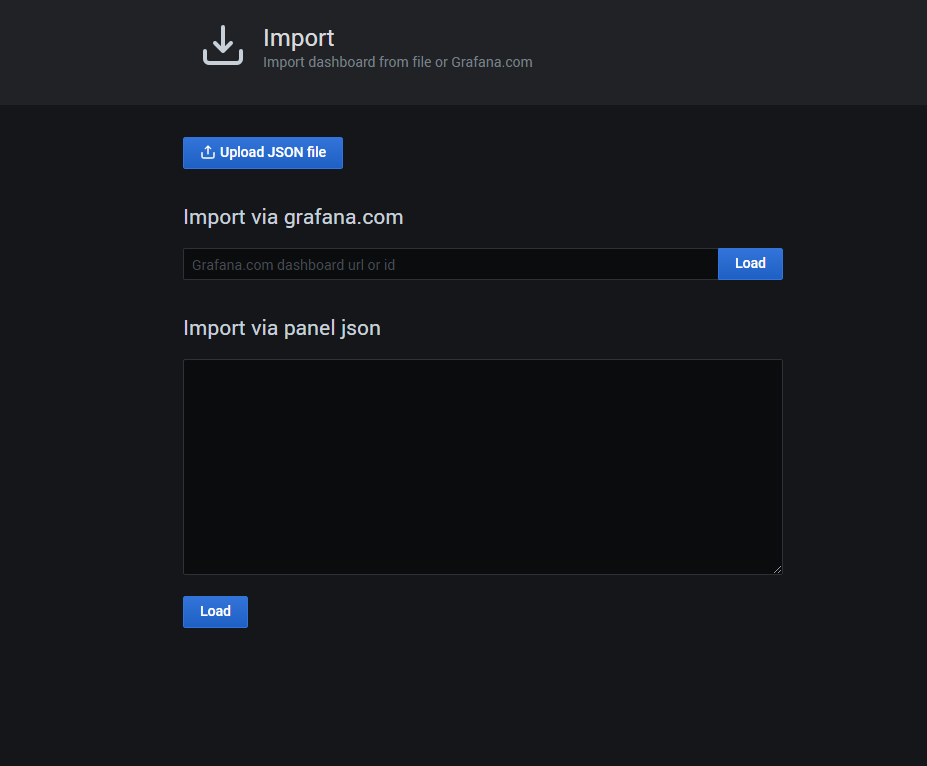 Import
Import dashboard from file or Grafana.com
Upload JSON file
Import via grafana.com
Grafana.com dashboard url or id
Load
Import via panel json
Load